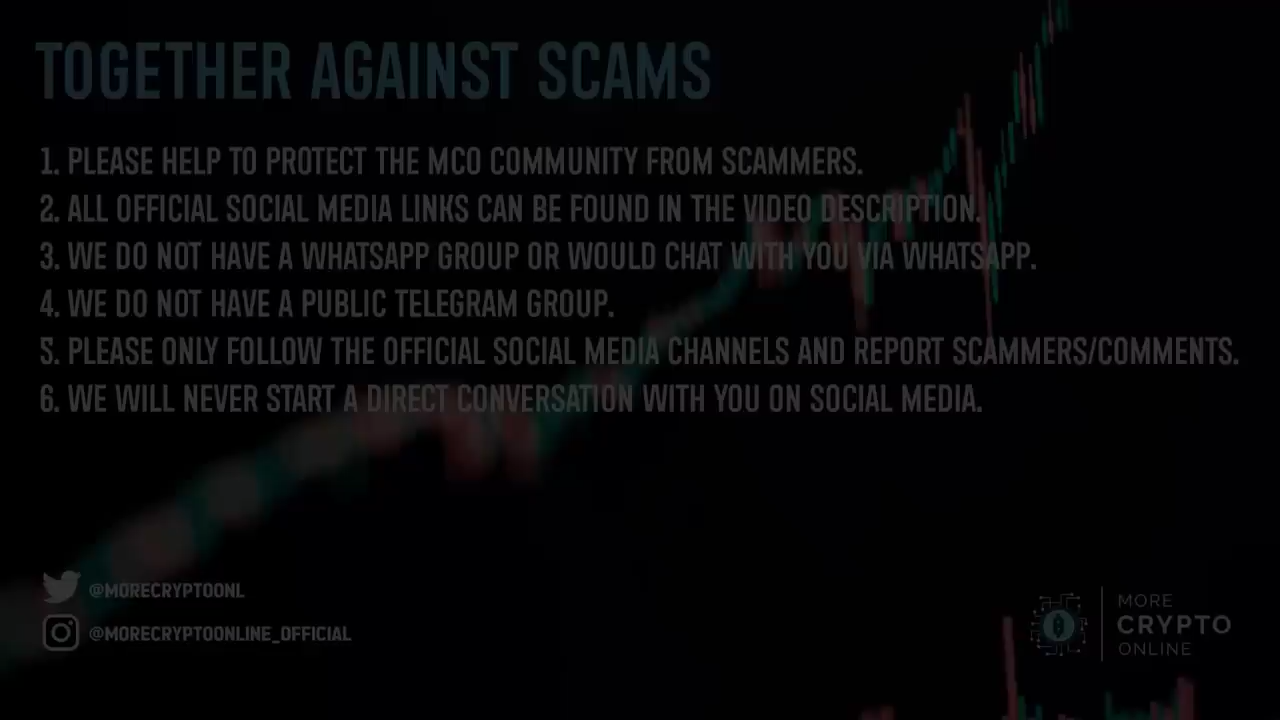 TOGETHER AGAINST SCAMS
1. PLEASE HELP TO PROTECT THE MCO COMMUNITY FROM SCAMMERS.
2. ALL OFFICIAL SOCIAL MEDIA LINKS CAN BE FOUND IN THE VIDEO DESCRIPTION.
3. WE DO NOT HAVE A WHATSAPP GROUP OR WOULD CHAT WITH YOU VIA WHATSAPP.
4. WE DO NOT HAVE A PUBLIC TELEGRAM GROUP.
5. PLEASE ONLY FOLLOW THE OFFICIAL SOCIAL MEDIA CHANNELS AND REPORT SCAMMERS/COMMENTS.
6. WE WILL NEVER START A DIRECT CONVERSATION WITH YOU ON SOCIAL MEDIA.
@MORECRYPTOONL
@MORECRYPTOONLINE_OFFICIAL
MORE
CRYPTO
ONLINE